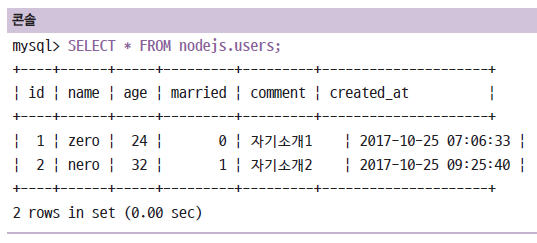 콘솔
mysql> SELECT * FROM nodejs.users;
+----+------+-----+---------+---------+---------------------+
¦ id ¦ name ¦ age ¦ married ¦ comment ¦ created_at          ¦
+----+------+-----+---------+---------+---------------------+
¦  1 ¦ zero ¦  24 ¦       0 ¦ 자기소개1    ¦ 2017-10-25 07:06:33 ¦
¦  2 ¦ nero ¦  32 ¦       1 ¦ 자기소개2    ¦ 2017-10-25 09:25:40 ¦
+----+------+-----+---------+---------+---------------------+
2 rows in set (0.00 sec)